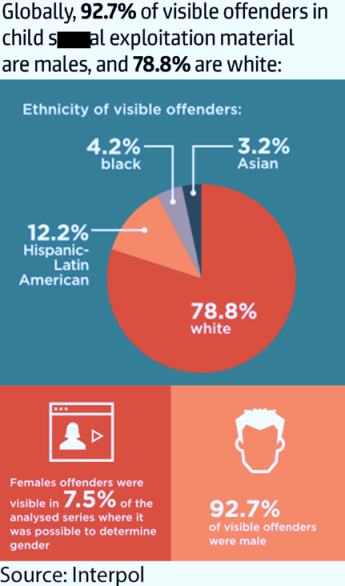 Globally, 92.7% of visible offenders in
child s al exploitation material
are males, and 78.8% are white:
Ethnicity of visible offenders:
4.2%
black
3.2%
Asian
12.2%
Hispanic-
Latin
American
78.8%
white
Females offenders were
visible in 7.5% of the
analysed series where it
was possible to determine
gender
92.7%
of visible offenders
were male
Source: Interpol